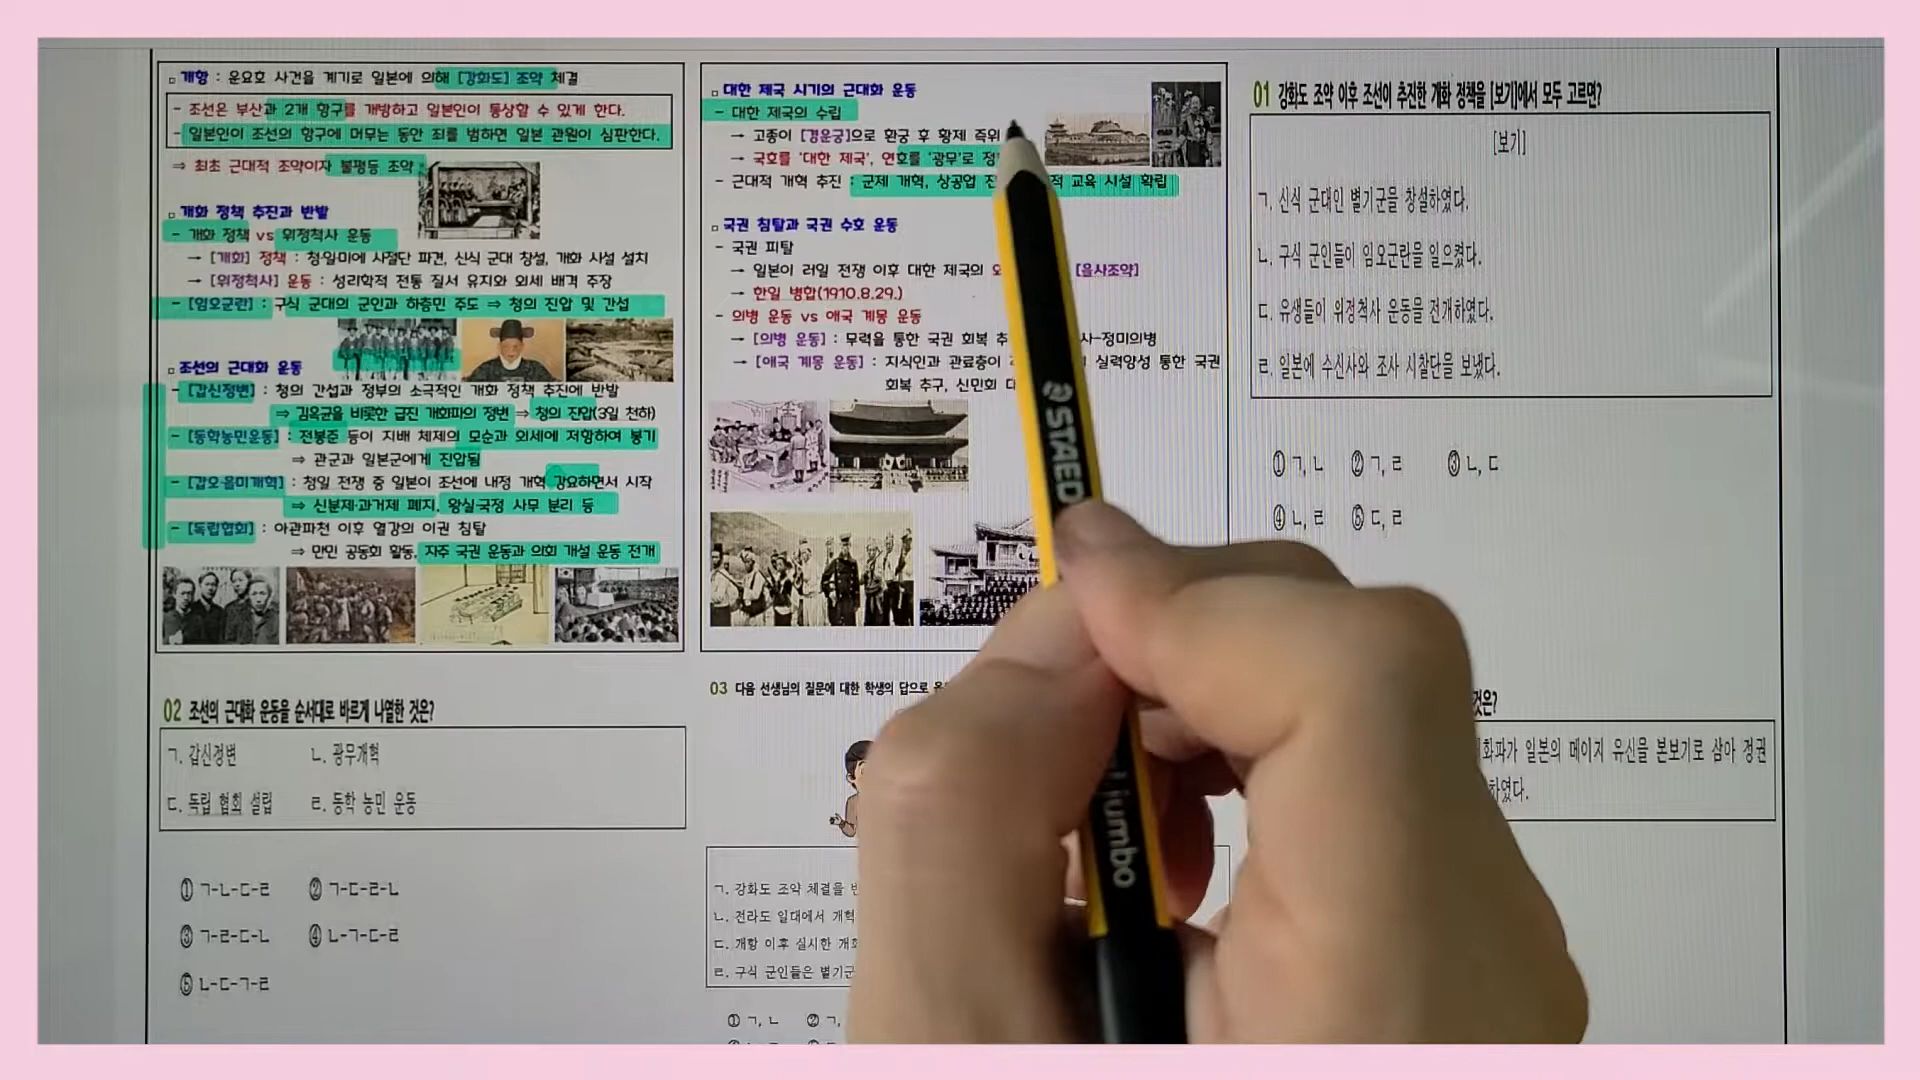 □ 개항 : 운요호 사건을 계기로 일본에 의해 [강화도] 조약 체결
- 조선은 부산과 2개 항구를 개방하고 일본인이 통상할 수 있게 한다.
- 일본인이 조선의 항구에 머무는 동안 죄를 범하면 일본 관원이 심판한다.
⇒ 최초 근대적 조약이자 불평등 조약
□ 개화 정책 추진과 반발
- 개화 정책 vs 위정척사 운동
→ [개화] 정책 : 청·일·미에 사절단 파견, 신식 군대 창설, 개화 시설 설치
→ [위정척사] 운동 : 성리학적 전통 질서 유지와 외세 배격 주장
- [임오군란] : 구식 군대의 군인과 하층민 주도 ⇒ 청의 진압 및 간섭
□ 조선의 근대화 운동
- [갑신정변] : 청의 간섭과 정부의 소극적인 개화 정책 추진에 반발
⇒ 김옥균을 비롯한 급진 개화파의 정변 ⇒ 청의 진압(3일 천하)
- [동학농민운동] : 전봉준 등이 지배 체제의 모순과 외세에 저항하여 봉기
⇒ 관군과 일본군에게 진압됨
- [갑오·을미개혁] : 청일 전쟁 중 일본이 조선에 내정 개혁 강요하면서 시작
⇒ 신분제·과거제 폐지, 왕실·국정 사무 분리 등
- [독립협회] : 아관파천 이후 열강의 이권 침탈
⇒ 만민 공동회 활동, 자주 국권 운동과 의회 개설 운동 전개
□ 대한 제국 시기의 근대화 운동
- 대한 제국의 수립
→ 고종이 [경운궁]으로 환궁 후 황제 즉위
→ 국호를 '대한 제국', 연호를 '광무'로 정
- 근대적 개혁 추진 : 군제 개혁, 상공업 교육 시설 확립
□ 국권 침탈과 국권 수호 운동
- 국권 피탈
→ 일본이 러일 전쟁 이후 대한 제국의 [을사조약]
→ 한일 병합(1910.8.29.)
- 의병 운동 vs 애국 계몽 운동
→ [의병 운동] : 무력을 통한 국권 회복 추 사-정미의병
→ [애국 계몽 운동] : 지식인과 관료층이 실력양성 통한 국권
회복 추구, 신민회
01 강화도 조약 이후 조선이 추진한 개화 정책을 [보기]에서 모두 고르면?
[보기]
ㄱ. 신식 군대인 별기군을 창설하였다.
ㄴ. 구식 군인들이 임오군란을 일으켰다.
ㄷ. 유생들이 위정척사 운동을 전개하였다.
ㄹ. 일본에 수신사와 조사 시찰단을 보냈다.
① ㄱ, ㄴ ② ㄱ, ㄹ ③ ㄴ, ㄷ
④ ㄴ, ㄹ ⑤ ㄷ, ㄹ
02 조선의 근대화 운동을 순서대로 바르게 나열한 것은?
ㄱ. 갑신정변 ㄴ. 광무개혁
ㄷ. 독립 협회 설립 ㄹ. 동학 농민 운동
① ㄱ-ㄴ-ㄷ-ㄹ ② ㄱ-ㄷ-ㄹ-ㄴ
③ ㄱ-ㄹ-ㄷ-ㄴ ④ ㄴ-ㄱ-ㄷ-ㄹ
⑤ ㄴ-ㄷ-ㄱ-ㄹ
03 다음 선생님의 질문에 대한 학생의 답으로
ㄱ. 강화도 조약 체결을
ㄴ. 전라도 일대에서 개혁
ㄷ. 개항 이후 실시한 개화
ㄹ. 구식 군인들은 별기군
① ㄱ, ㄴ ② ㄱ,
것은?
화파가 일본의 메이지 유신을 본보기로 삼아 정권
하였다.
STAED
jumbo